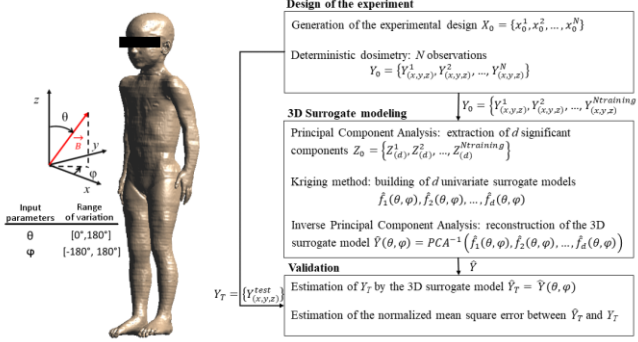 z
θ
B⃗
y
φ
x
Input parameters
Range of variation
θ [0°,180°]
φ [-180°, 180°]
Design of the experiment
Generation of the experimental design X₀ = {x₀¹, x₀², …, x₀ᴺ}
Deterministic dosimetry: N observations
Y₀ = {Y¹₍ₓ,ᵧ,z₎, Y²₍ₓ,ᵧ,z₎, …, Yᴺ₍ₓ,ᵧ,z₎}
Y₀ = {Y¹₍ₓ,ᵧ,z₎, Y²₍ₓ,ᵧ,z₎, …, Y^Ntraining₍ₓ,ᵧ,z₎}
3D Surrogate modeling
Principal Component Analysis: extraction of d significant
components Z₀ = {Z¹₍d₎, Z²₍d₎, …, Z^Ntraining₍d₎}
Kriging method: building of d univariate surrogate models
f̂₁(θ,φ), f̂₂(θ,φ), …, f̂d(θ,φ)
Inverse Principal Component Analysis: reconstruction of the 3D
surrogate model Ŷ(θ,φ) = PCA⁻¹(f̂₁(θ,φ), f̂₂(θ,φ), …, f̂d(θ,φ))
Ŷ
Validation
Y_T = {Y^test₍ₓ,ᵧ,z₎}
Estimation of Y_T by the 3D surrogate model Ŷ_T = Ŷ(θ,φ)
Estimation of the normalized mean square error between Ŷ_T and Y_T